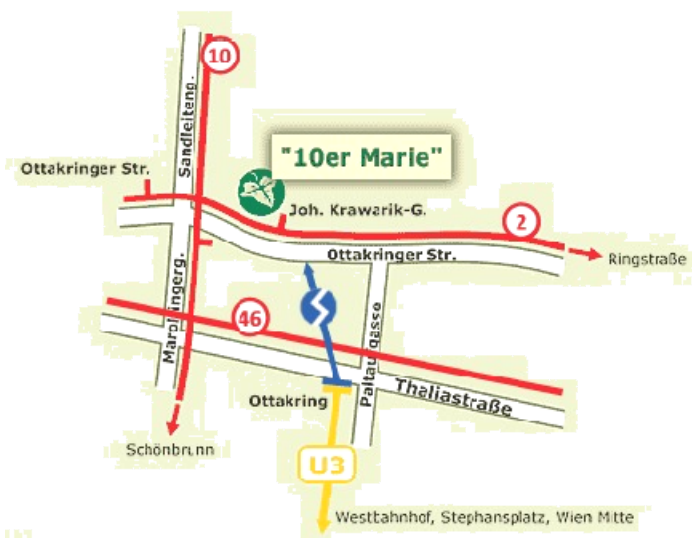 10
Sandleiteng.
"10er Marie"
Ottakringer Str.
Joh. Krawarik-G.
2
Ottakringer Str.
Ringstraße
46
Paltaufgasse
Ottakring
Thaliastraße
Schönbrunn
U3
Westbahnhof, Stephansplatz, Wien Mitte